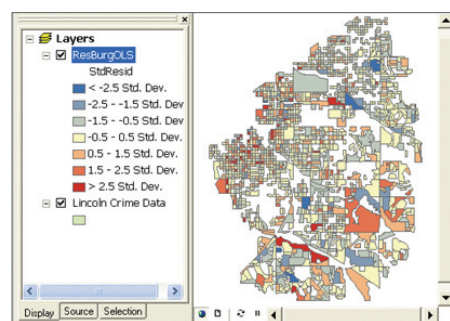 Layers
ResBurgOLS
StdResid
< -2.5 Std. Dev.
-2.5 - -1.5 Std. Dev
-1.5 - -0.5 Std. Dev
-0.5 - 0.5 Std. Dev.
0.5 - 1.5 Std. Dev.
1.5 - 2.5 Std. Dev.
> 2.5 Std. Dev.
Lincoln Crime Data
Display Source Selection